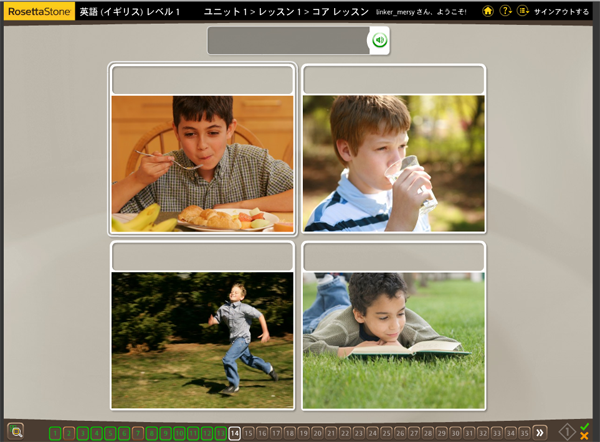 RosettaStone 英語 (イギリス) レベル 1 ユニット 1 > レッスン 1 > コア レッスン linker_mersy さん、ようこそ! ? サインアウトする
1 2 3 4 5 6 7 8 9 10 11 12 13 14 15 16 17 18 19 20 21 22 23 24 25 26 27 28 29 30 31 32 33 34 35 » 1